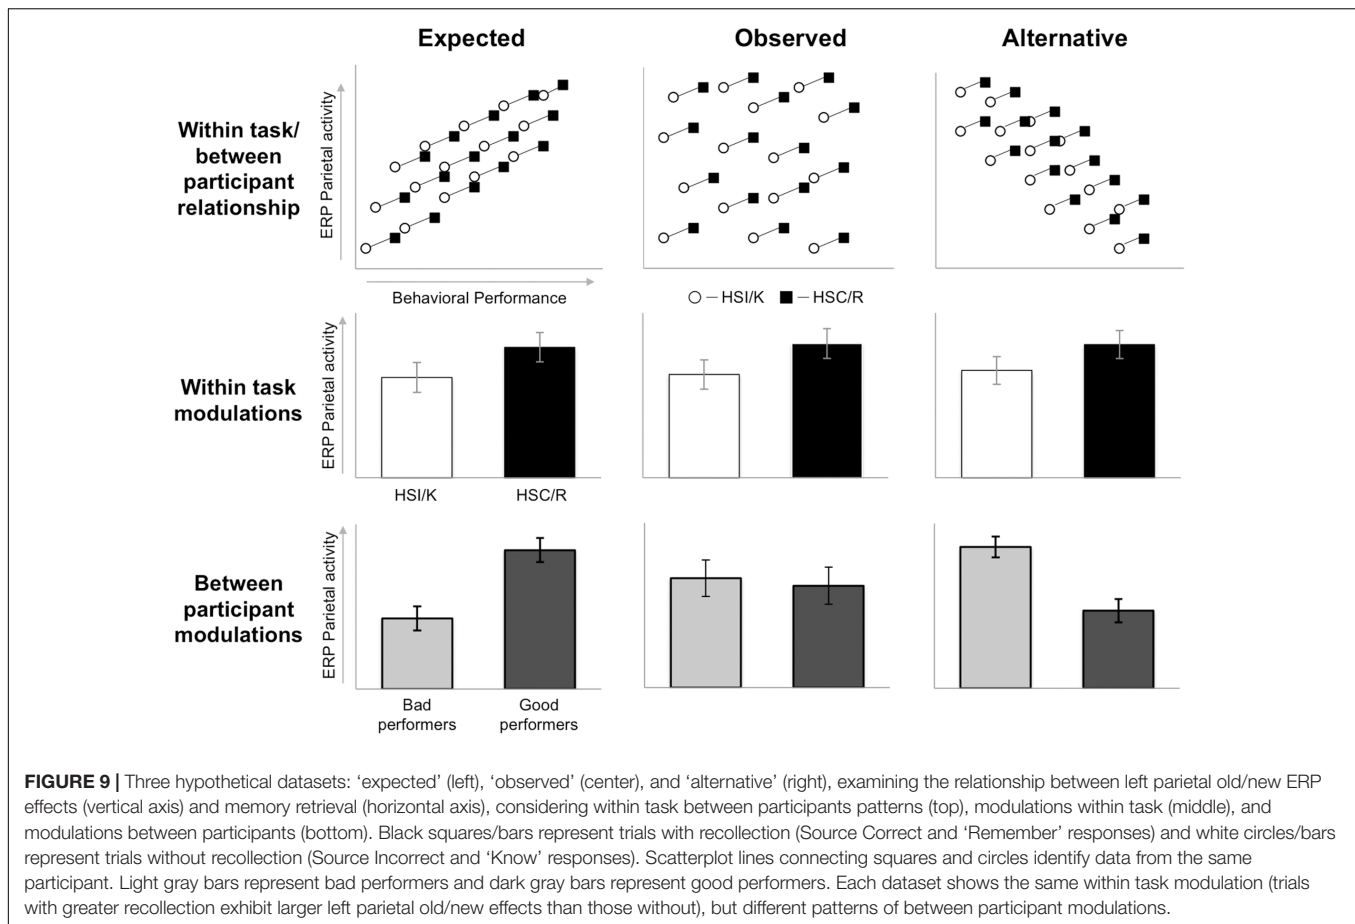 Expected
Observed
Alternative
Within task/
between
participant
relationship
ERP Parietal activity
Behavioral Performance
HSI/K
HSC/R
Within task
modulations
ERP Parietal activity
HSI/K
HSC/R
Between
participant
modulations
ERP Parietal activity
Bad
performers
Good
performers
FIGURE 9 | Three hypothetical datasets: ‘expected’ (left), ‘observed’ (center), and ‘alternative’ (right), examining the relationship between left parietal old/new ERP
effects (vertical axis) and memory retrieval (horizontal axis), considering within task between participants patterns (top), modulations within task (middle), and
modulations between participants (bottom). Black squares/bars represent trials with recollection (Source Correct and ‘Remember’ responses) and white circles/bars
represent trials without recollection (Source Incorrect and ‘Know’ responses). Scatterplot lines connecting squares and circles identify data from the same
participant. Light gray bars represent bad performers and dark gray bars represent good performers. Each dataset shows the same within task modulation (trials
with greater recollection exhibit larger left parietal old/new effects than those without), but different patterns of between participant modulations.